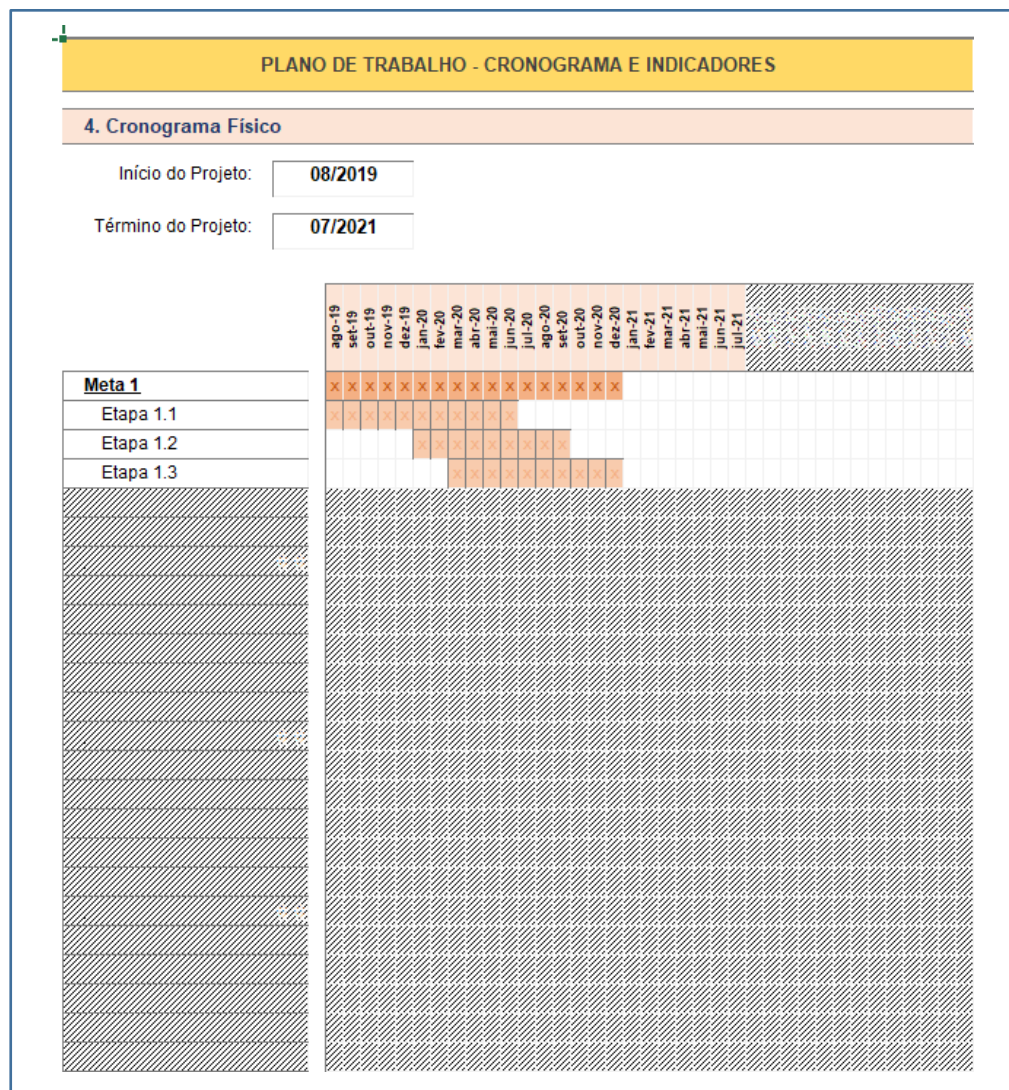 PLANO DE TRABALHO - CRONOGRAMA E INDICADORES
4. Cronograma Físico
Início do Projeto: 08/2019
Término do Projeto: 07/2021
ago-19 set-19 out-19 nov-19 dez-19 jan-20 fev-20 mar-20 abr-20 mai-20 jun-20 jul-20 ago-20 set-20 out-20 nov-20 dez-20 jan-21 fev-21 mar-21 abr-21 mai-21 jun-21 jul-21
Meta 1 x x x x x x x x x x x x x x x x x
Etapa 1.1 x x x x x x x x x x x
Etapa 1.2 x x x x x x x x x
Etapa 1.3 x x x x x x x x x x